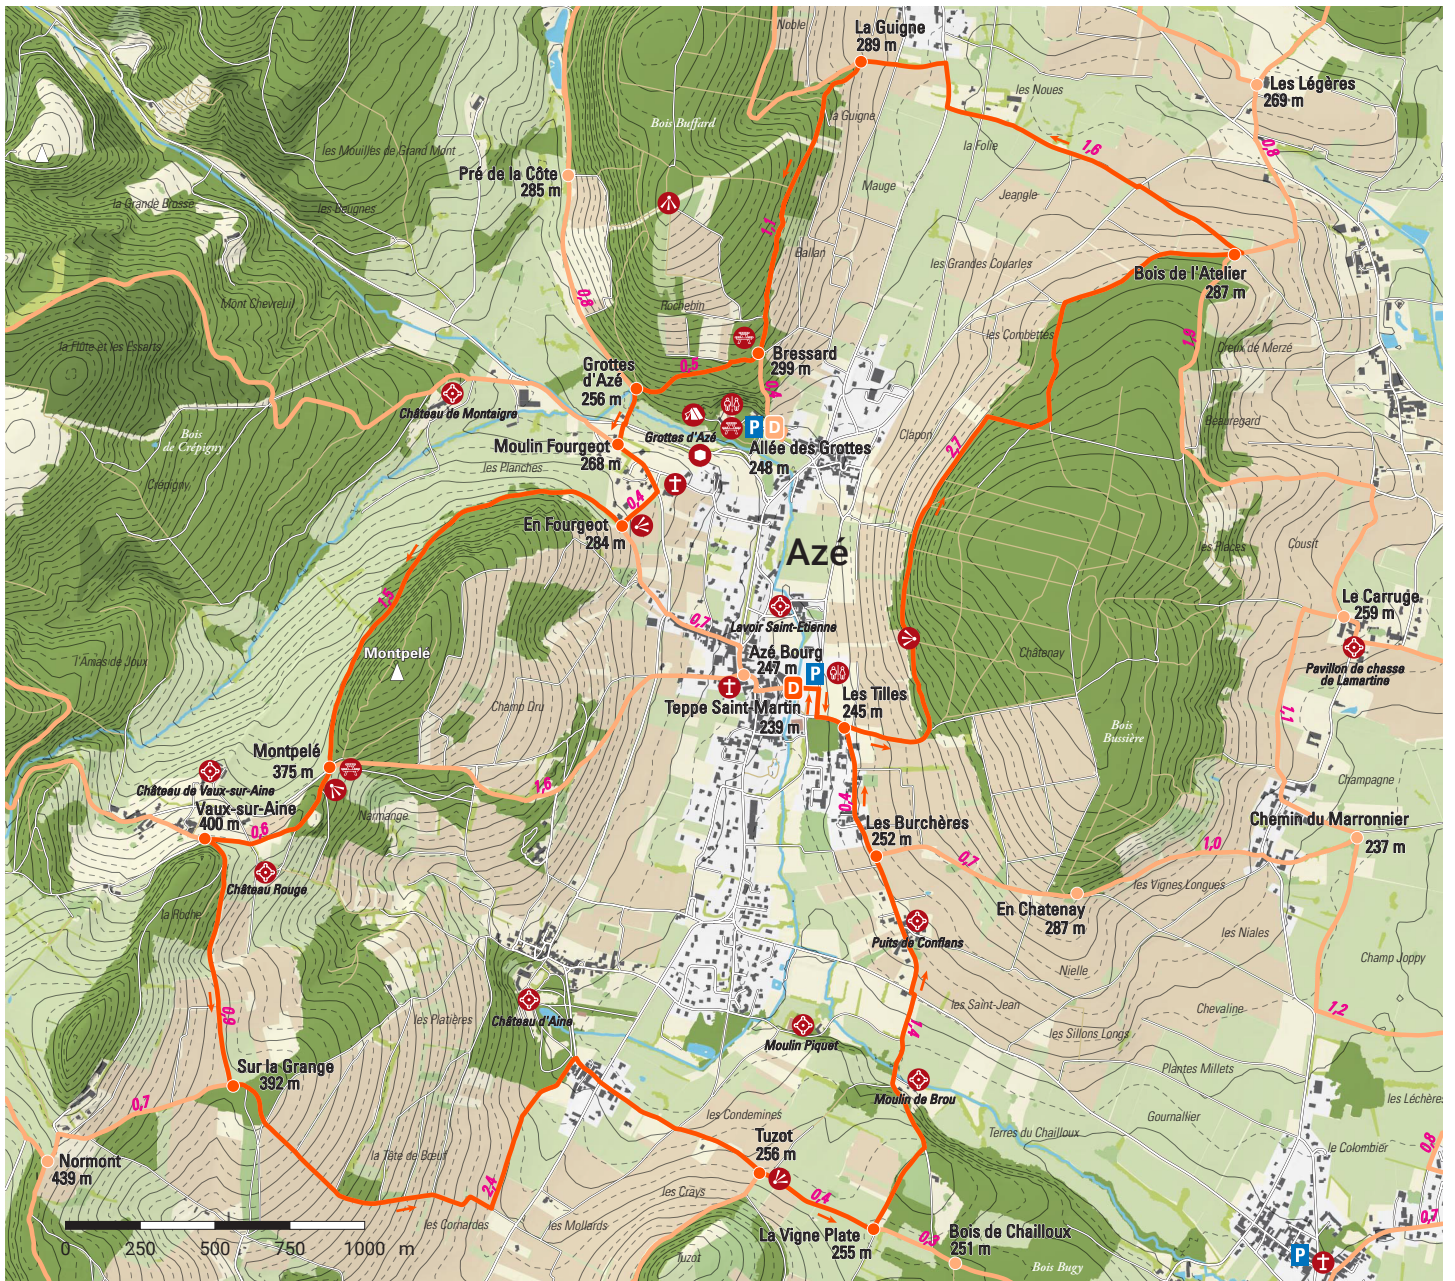 La Guigne
289 m
Noble
Les Légères
269 m
les Noues
la Guigne
Bois Buffard
la Folie
1,6
0,8
les Mouilles de Grand Mont
Pré de la Côte
285 m
Mauge
Jeangle
la Grande Brosse
les Beugnes
1,1
Ballan
les Grandes Couarles
Bois de l'Atelier
287 m
Mont Chevreuil
0,8
Rochebin
les Combettes
1,9
Creux de Merzé
la Flûte et les Essarts
Bressard
299 m
0,5
Grottes
d'Azé
256 m
0,4
Château de Montaigre
Beauregard
Bois
de Crépigny
Moulin Fourgeot
268 m
Grottes d'Azé
P
D
Allée des Grottes
248 m
Clapon
2,7
les Planches
Crépigny
0,4
En Fourgeot
284 m
Azé
les Places
Cousit
1,5
Le Carruge
259 m
0,7
Lavoir Saint-Etienne
Montpelé
l'Amas de Joux
Azé Bourg
247 m
P
D
Châtenay
Pavillon de chasse
de Lamartine
Champ Dru
Teppe Saint-Martin
239 m
Les Tilles
245 m
Bois
Bussière
1,1
Montpelé
375 m
Château de Vaux-sur-Aine
1,6
Champagne
Vaux-sur-Aine
400 m
0,6
Narmange
0,4
Les Burchères
252 m
Chemin du Marronnier
237 m
0,7
1,0
Château Rouge
les Vignes Longues
En Chatenay
287 m
la Roche
Puits de Conflans
les Niales
Champ Joppy
Nielle
0,9
les Platières
Château d'Aine
les Saint-Jean
Chevaline
1,2
Moulin Piquet
1,4
les Sillons Longs
Sur la Grange
392 m
Plantes Millets
Moulin de Brou
les Léchères
0,7
les Condemines
Gournallier
Terres du Chailloux
Tuzot
256 m
la Tête de Bœuf
le Colombier
0,8
Normont
439 m
2,4
les Crays
0,4
les Cornardes
les Mollards
La Vigne Plate
255 m
0,3
Bois de Chailloux
251 m
0,7
0 250 500 750 1000 m
Tuzot
Bois Bugy
P